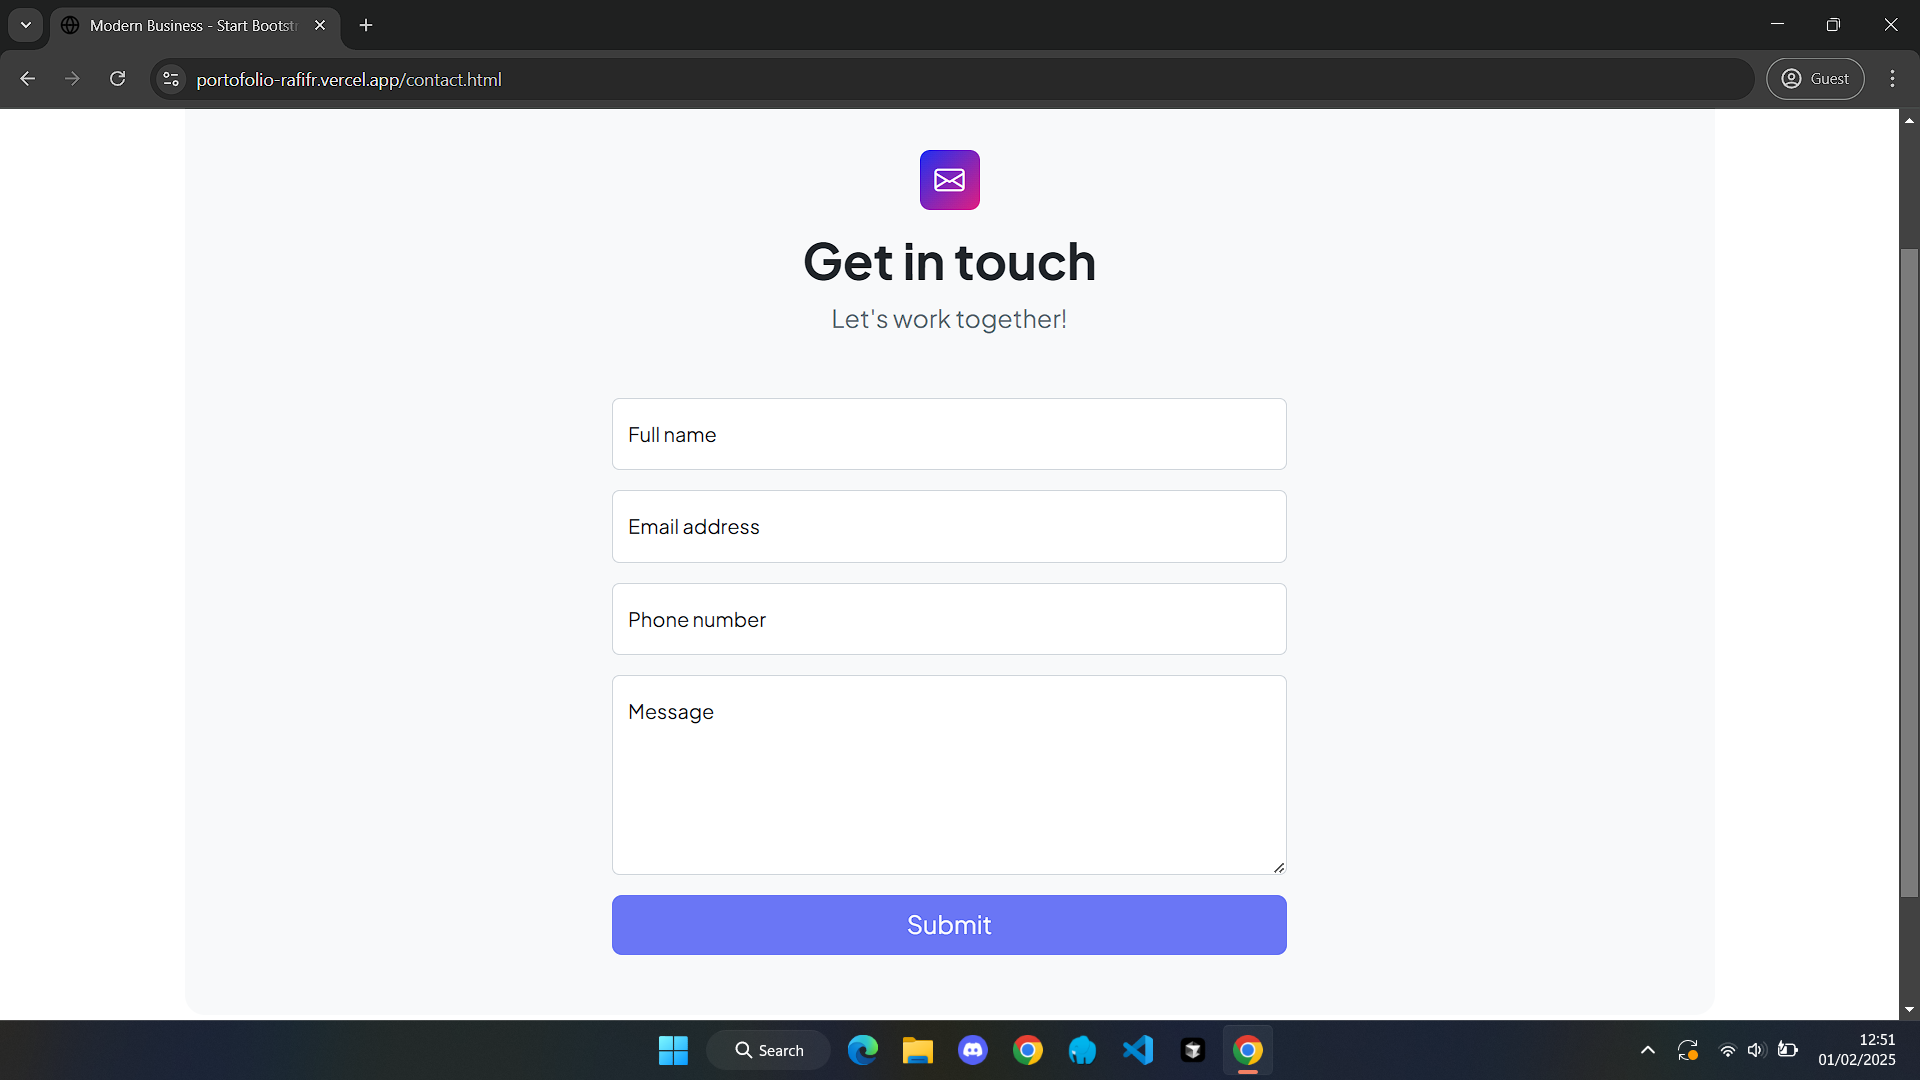 Modern Business - Start Bootstr
portofolio-rafifr.vercel.app/contact.html
Guest
Get in touch
Let's work together!
Full name
Email address
Phone number
Message
Submit
Search
12:51
01/02/2025